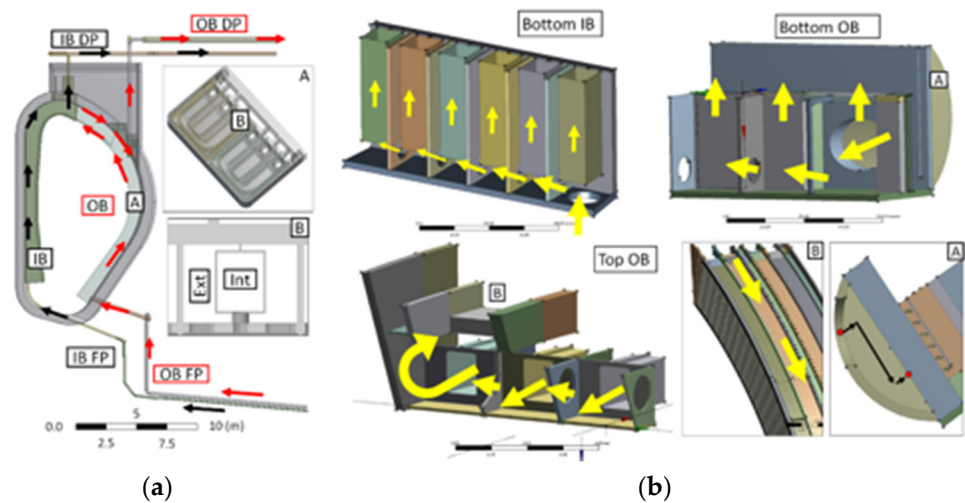 OB DP
IB DP
A
B
OB
A
IB
B
Ext
Int
IB FP
OB FP
5
0.0
10 (m)
2.5
7.5
(a)
Bottom IB
Bottom OB
A
Top OB
B
B
A
(b)